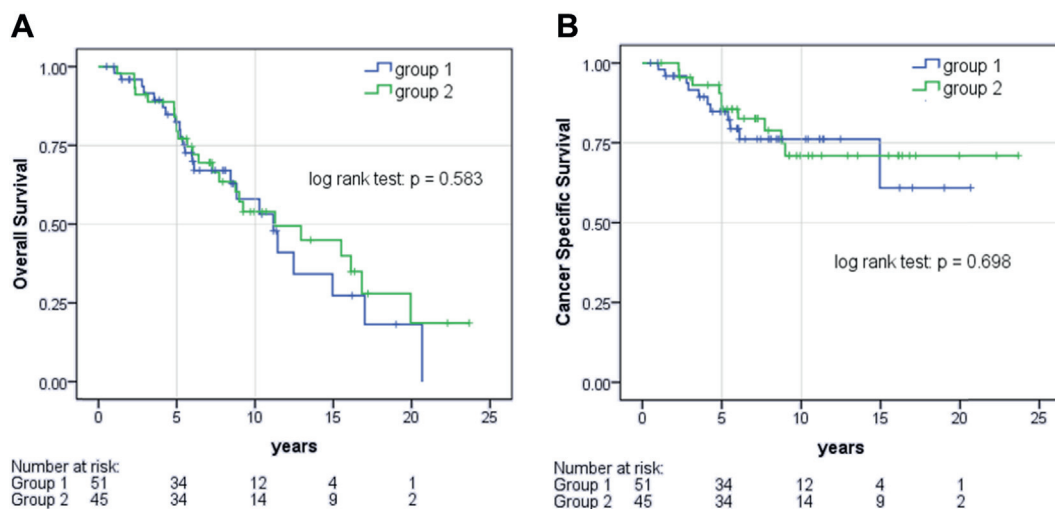 A
1.00
0.75
0.50
0.25
0.00
Overall Survival
group 1
group 2
log rank test: p = 0.583
0 5 10 15 20 25
years
Number at risk:
Group 1 51 34 12 4 1
Group 2 45 34 14 9 2
B
1.00
0.75
0.50
0.25
0.00
Cancer Specific Survival
group 1
group 2
log rank test: p = 0.698
0 5 10 15 20 25
years
Number at risk:
Group 1 51 34 12 4 1
Group 2 45 34 14 9 2